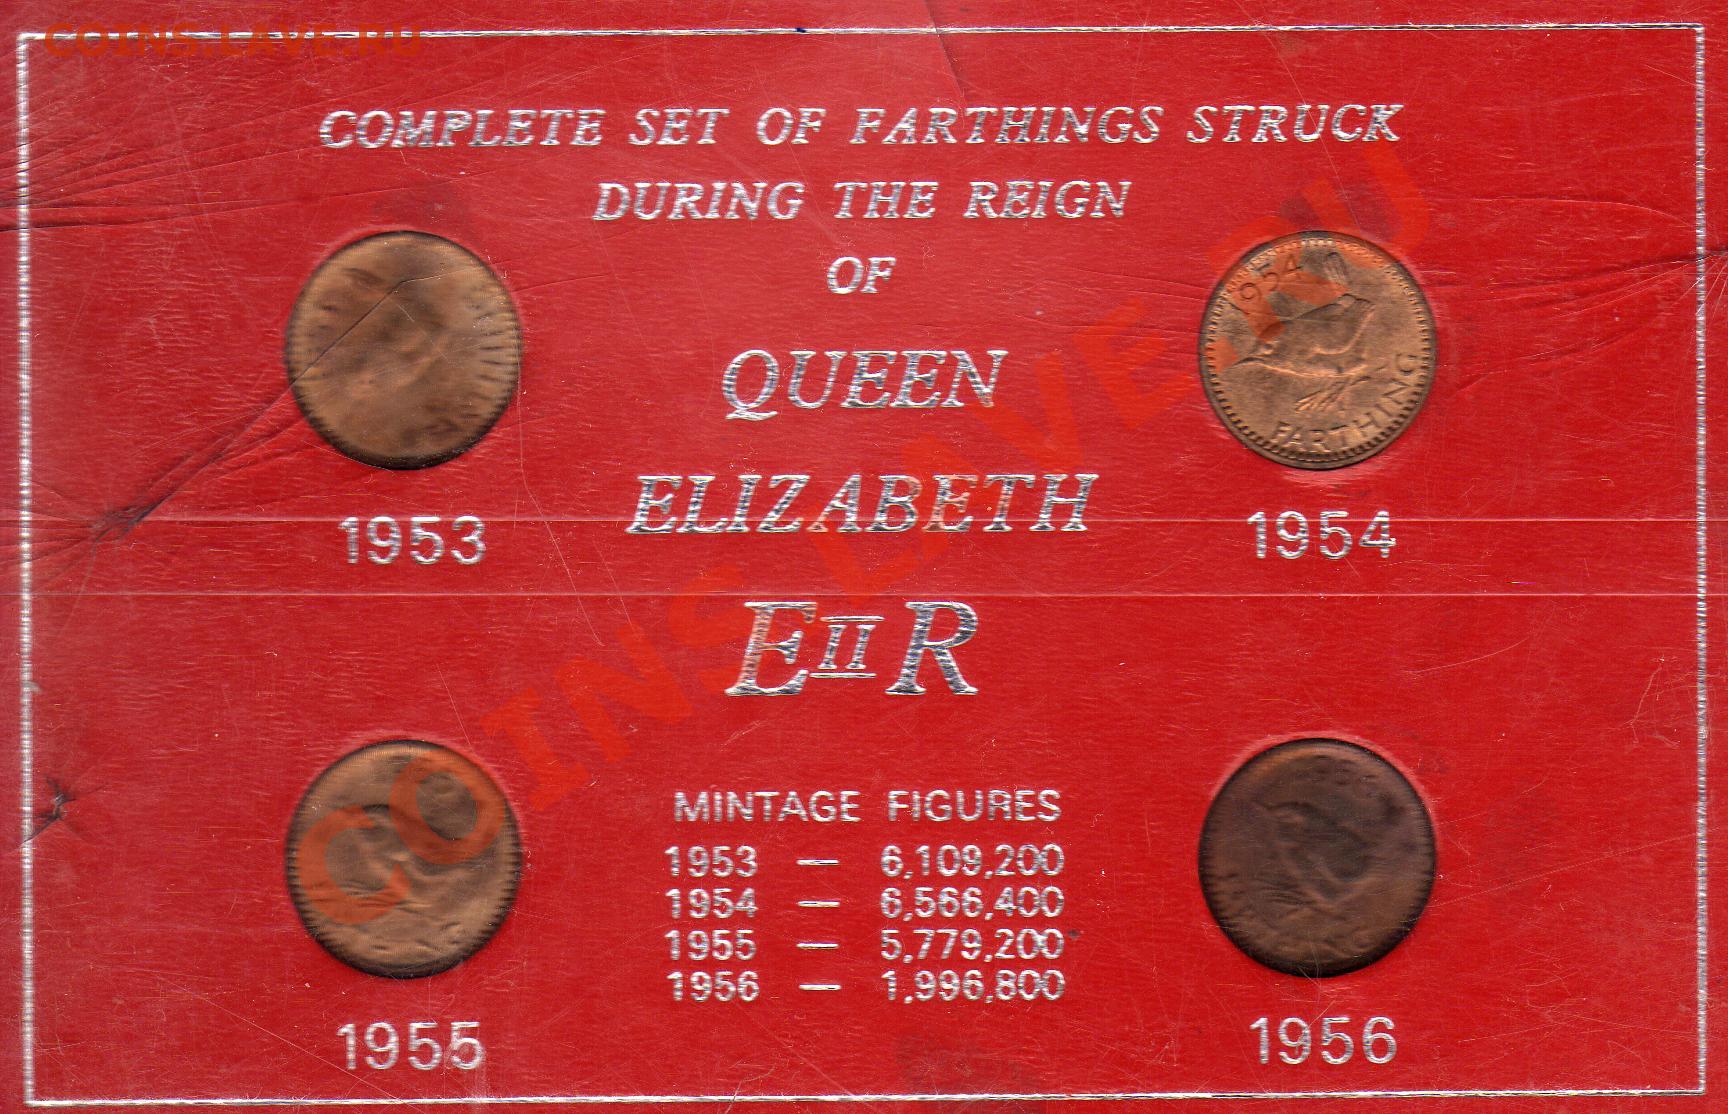 COINS.LAVE.RU
COMPLETE SET OF FARTHINGS STRUCK
DURING THE REIGN
OF
QUEEN
ELIZABETH
EIIR
1954
FARTHING
1953
1954
MINTAGE FIGURES
1953 — 6,109,200
1954 — 6,566,400
1955 — 5,779,200
1956 — 1,996,800
1955
1956
COINS.LAVE.RU